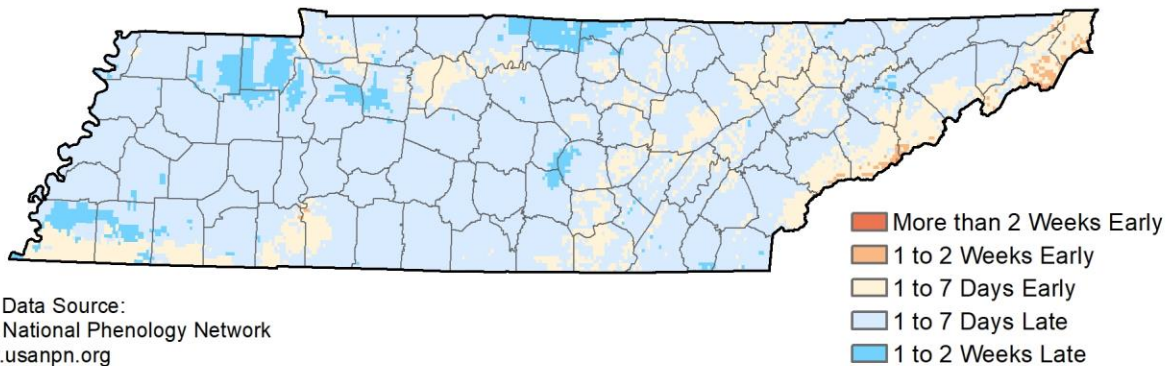 More than 2 Weeks Early
1 to 2 Weeks Early
1 to 7 Days Early
1 to 7 Days Late
1 to 2 Weeks Late
Data Source:
National Phenology Network
.usanpn.org